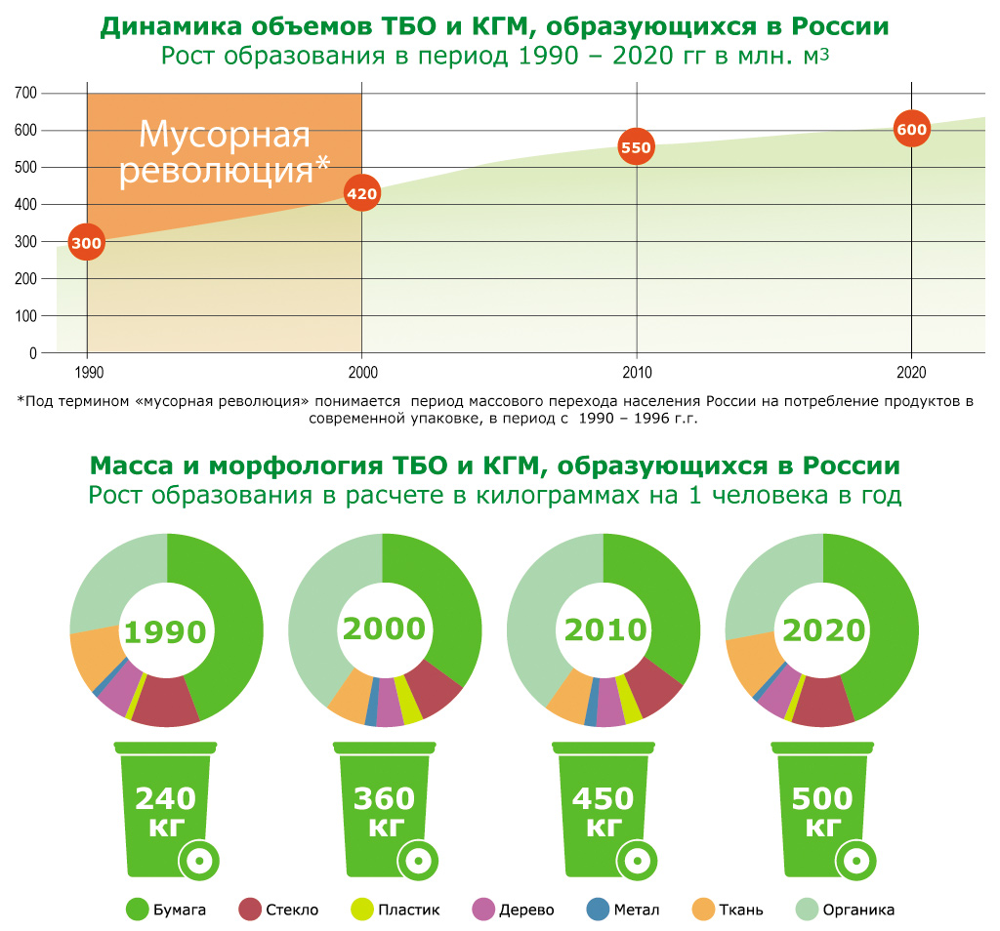 Динамика объемов ТБО и КГМ, образующихся в России
Рост образования в период 1990 – 2020 гг в млн. м3
700
600
500
400
300
200
100
0
Мусорная
революция*
300
420
550
600
1990
2000
2010
2020
*Под термином «мусорная революция» понимается период массового перехода населения России на потребление продуктов в
современной упаковке, в период с 1990 – 1996 г.г.
Масса и морфология ТБО и КГМ, образующихся в России
Рост образования в расчете в килограммах на 1 человека в год
1990
2000
2010
2020
240
кг
360
кг
450
кг
500
кг
Бумага
Стекло
Пластик
Дерево
Метал
Ткань
Органика